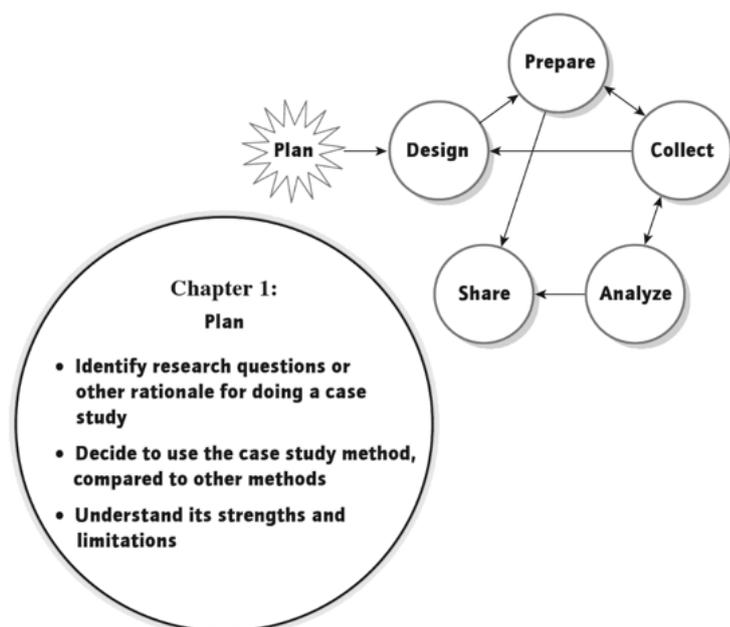 Prepare
Plan
Design
Collect
Share
Analyze
Chapter 1:
Plan
• Identify research questions or
other rationale for doing a case
study
• Decide to use the case study method,
compared to other methods
• Understand its strengths and
limitations